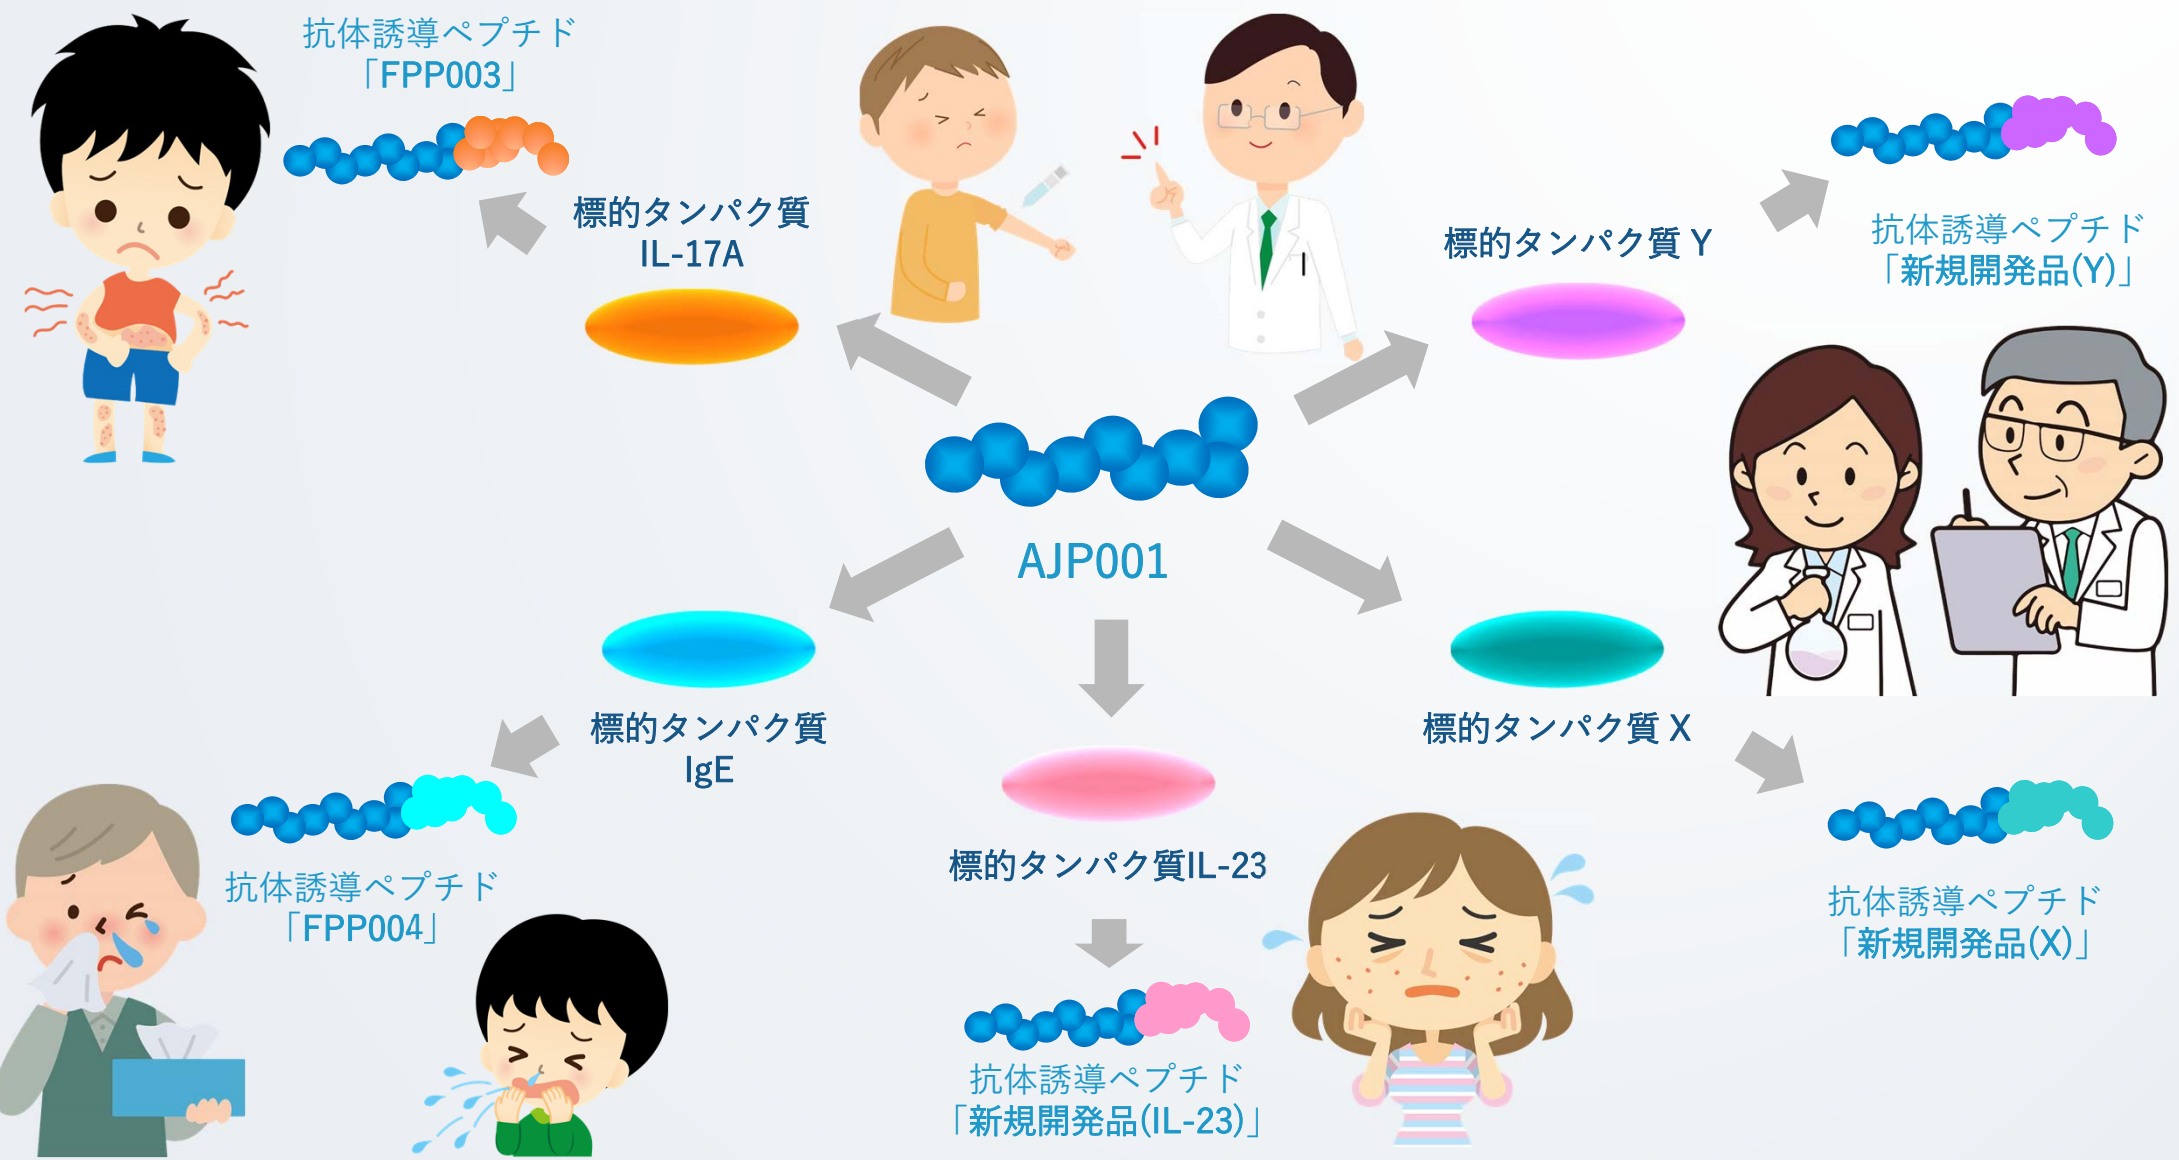 抗体誘導ペプチド
「FPP003」
標的タンパク質
IL-17A
標的タンパク質 Y
抗体誘導ペプチド
「新規開発品(Y)」
AJP001
標的タンパク質
IgE
標的タンパク質 X
抗体誘導ペプチド
「FPP004」
標的タンパク質IL-23
抗体誘導ペプチド
「新規開発品(X)」
抗体誘導ペプチド
「新規開発品(IL-23)」